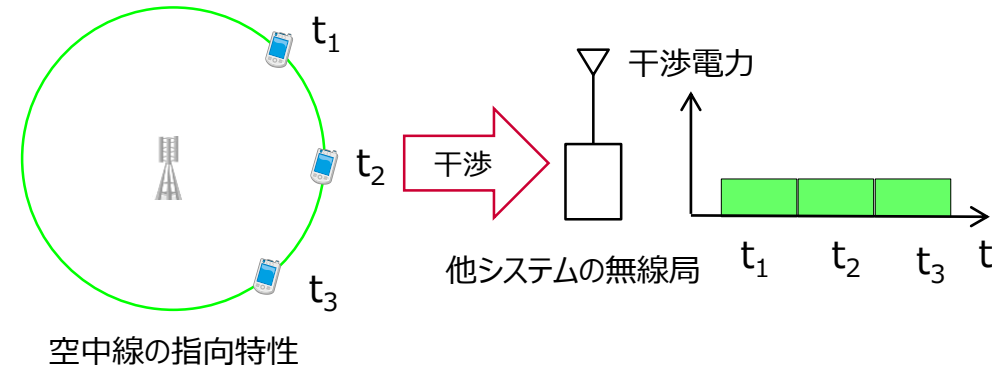 t₁
t₂
t₃
空中線の指向特性
干渉
他システムの無線局
干渉電力
t₁ t₂ t₃ t